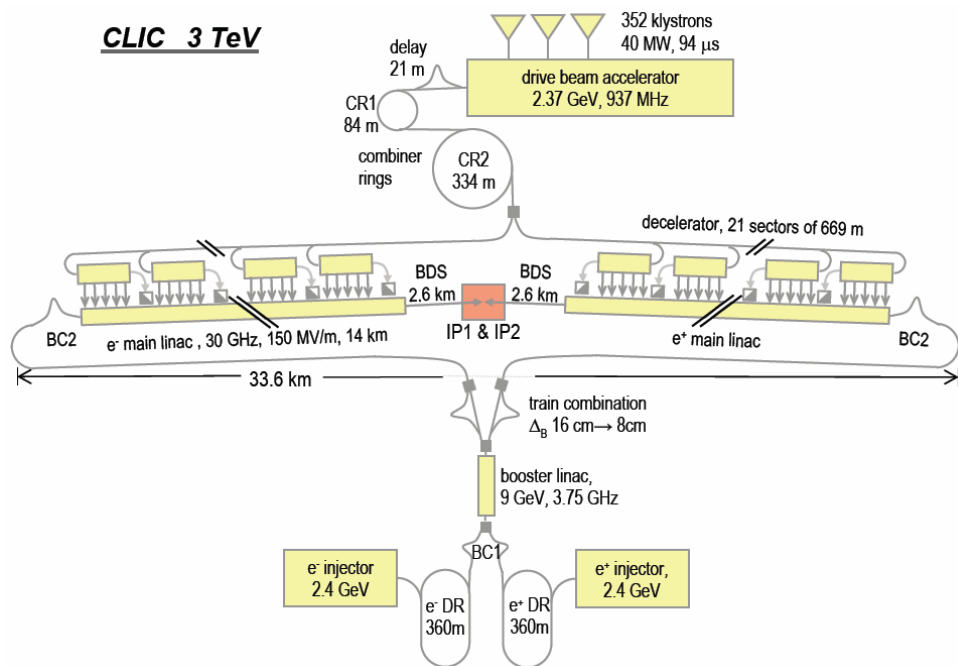 CLIC 3 TeV
352 klystrons
40 MW, 94 μs
delay
21 m
drive beam accelerator
2.37 GeV, 937 MHz
CR1
84 m
combiner
rings
CR2
334 m
decelerator, 21 sectors of 669 m
BDS
2.6 km
BDS
2.6 km
IP1 & IP2
BC2
e- main linac , 30 GHz, 150 MV/m, 14 km
e+ main linac
BC2
33.6 km
train combination
ΔB 16 cm→ 8cm
booster linac,
9 GeV, 3.75 GHz
BC1
e- injector
2.4 GeV
e+ injector,
2.4 GeV
e- DR
360m
e+ DR
360m